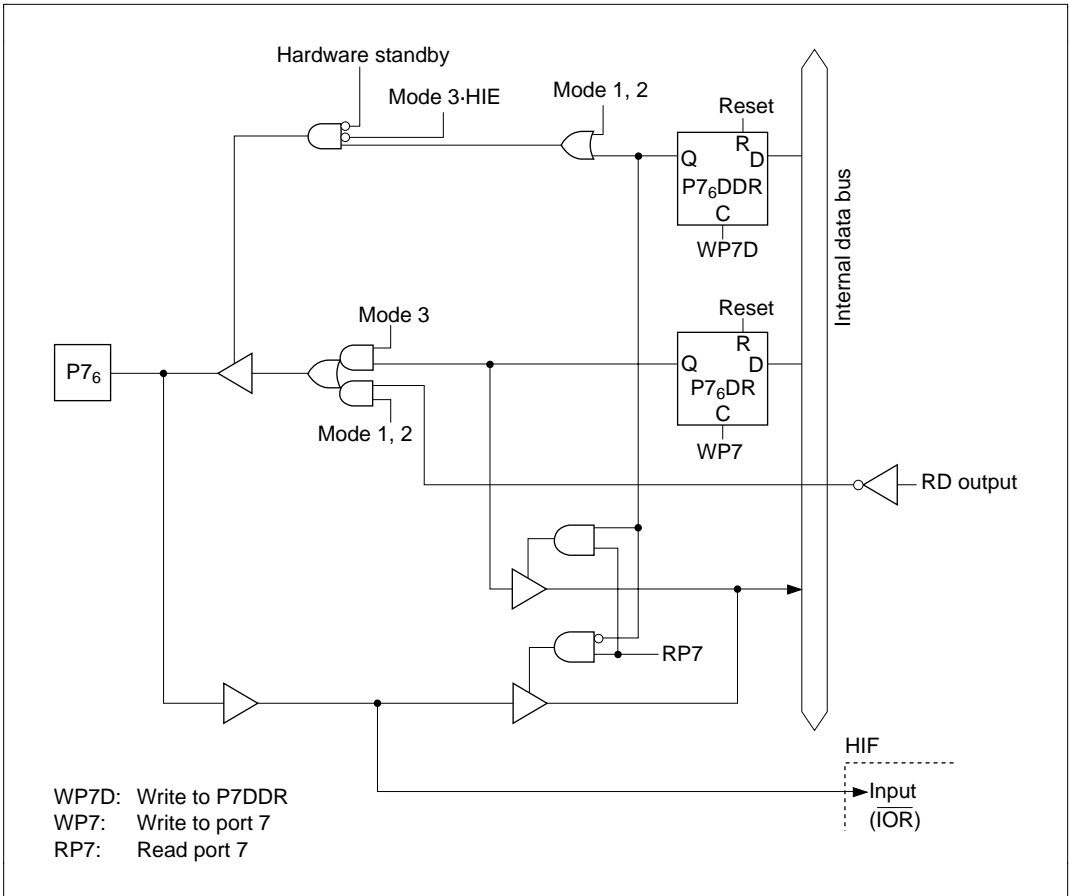 Hardware standby
Mode 3·HIE
Mode 1, 2
Reset
R
Q
D
P7₆DDR
C
WP7D
Internal data bus
Mode 3
Reset
R
Q
D
P7₆DR
C
WP7
P7₆
Mode 1, 2
RD output
RP7
HIF
Input
(I̅O̅R̅)
WP7D: Write to P7DDR
WP7: Write to port 7
RP7: Read port 7